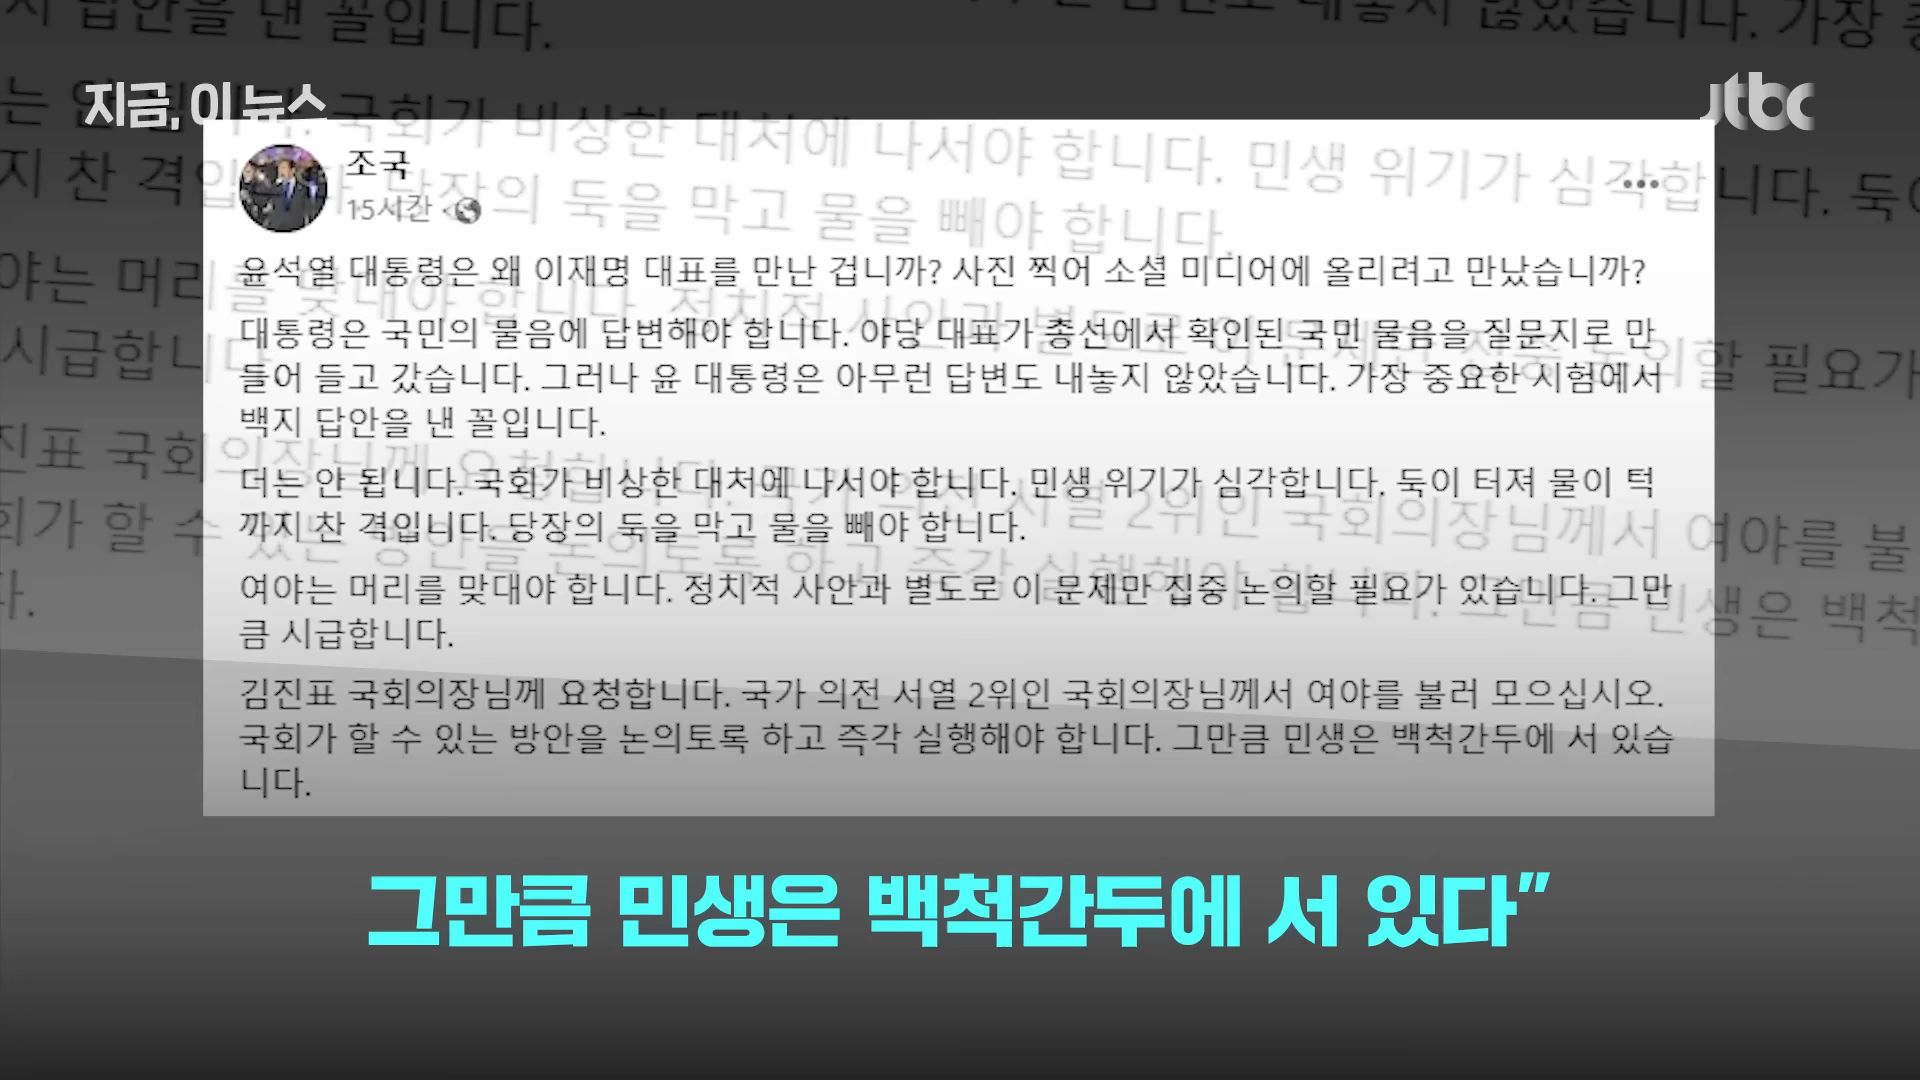 지금, 이 뉴스
jtbc
조국
15시간
윤석열 대통령은 왜 이재명 대표를 만난 겁니까? 사진 찍어 소셜 미디어에 올리려고 만났습니까?
대통령은 국민의 물음에 답변해야 합니다. 야당 대표가 총선에서 확인된 국민 물음을 질문지로 만
들어 들고 갔습니다. 그러나 윤 대통령은 아무런 답변도 내놓지 않았습니다. 가장 중요한 시험에서
백지 답안을 낸 꼴입니다.
더는 안 됩니다. 국회가 비상한 대처에 나서야 합니다. 민생 위기가 심각합니다. 둑이 터져 물이 턱
까지 찬 격입니다. 당장의 둑을 막고 물을 빼야 합니다.
여야는 머리를 맞대야 합니다. 정치적 사안과 별도로 이 문제만 집중 논의할 필요가 있습니다. 그만
큼 시급합니다.
김진표 국회의장님께 요청합니다. 국가 의전 서열 2위인 국회의장님께서 여야를 불러 모으십시오.
국회가 할 수 있는 방안을 논의토록 하고 즉각 실행해야 합니다. 그만큼 민생은 백척간두에 서 있습
니다.
그만큼 민생은 백척간두에 서 있다”